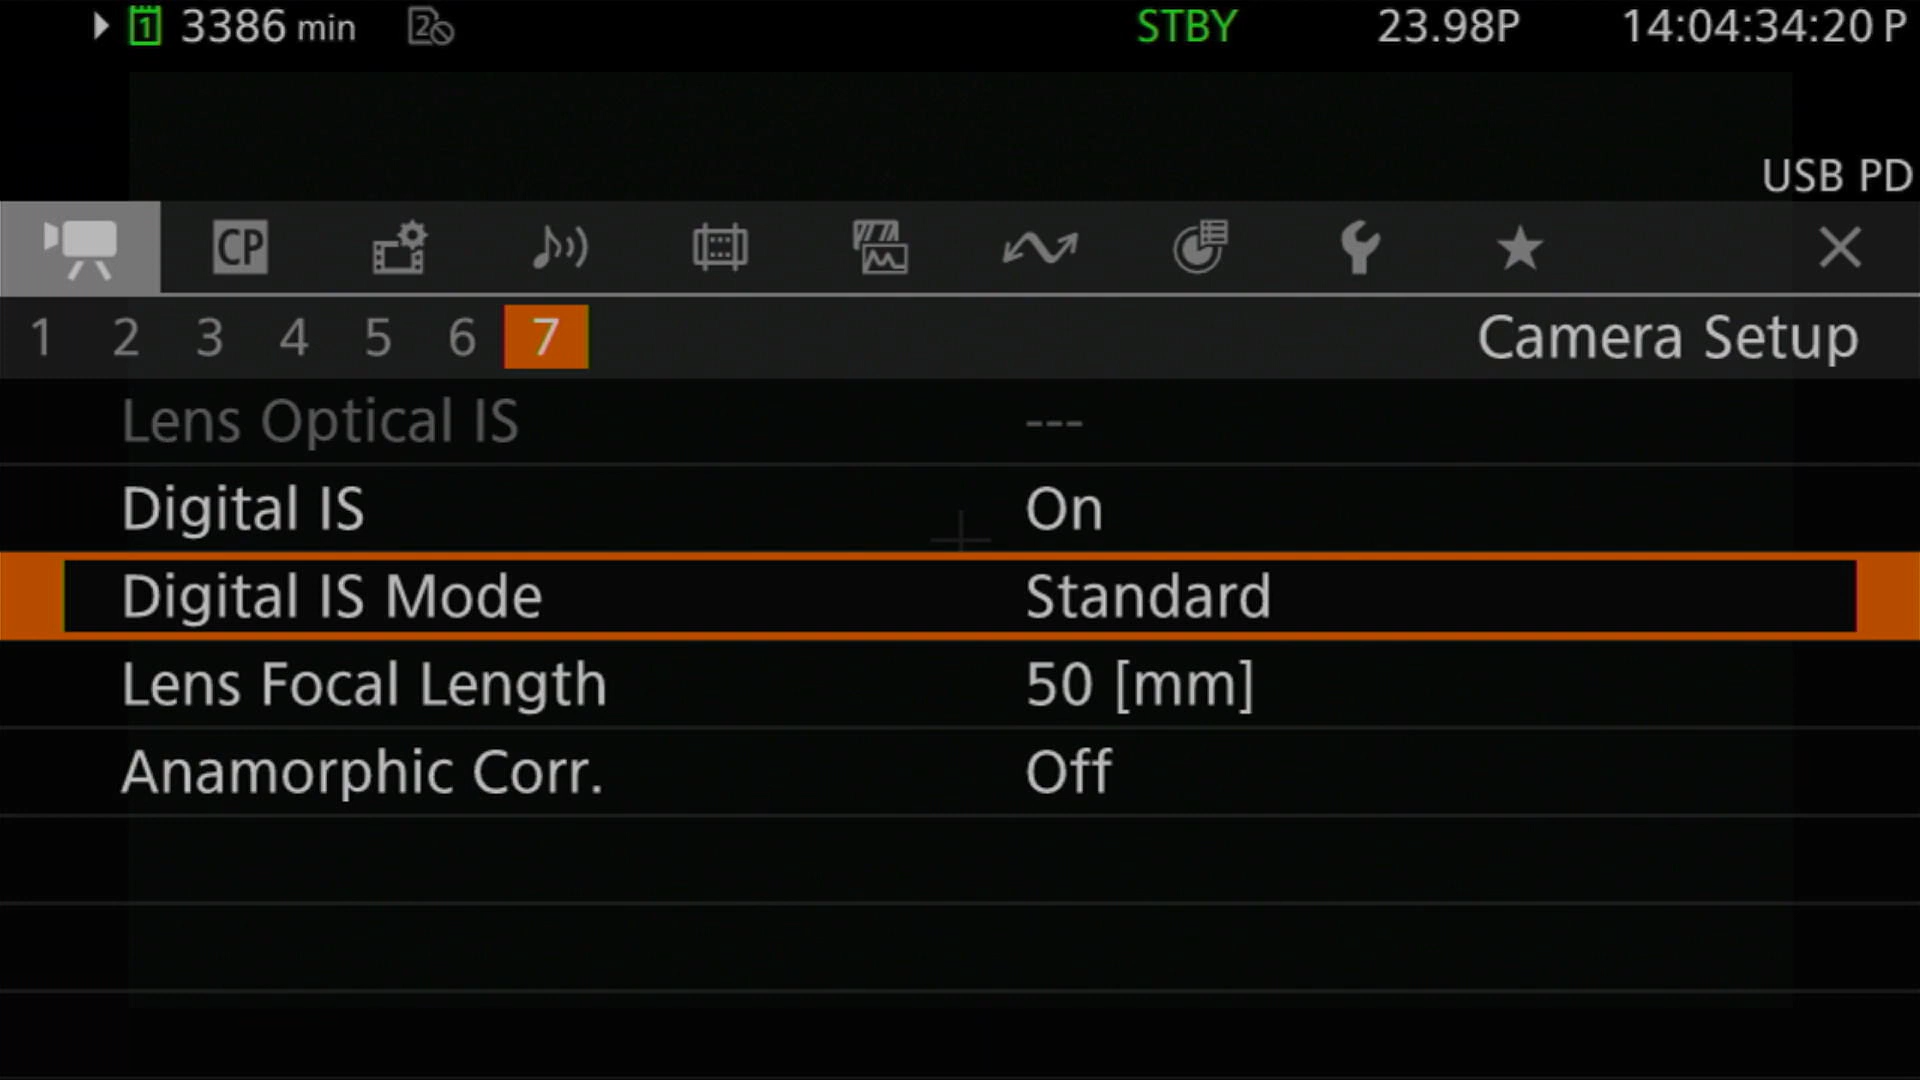 1 3386 min 2 STBY 23.98P 14:04:34:20 P
USB PD
CP
1 2 3 4 5 6 7 Camera Setup
Lens Optical IS ---
Digital IS On
Digital IS Mode Standard
Lens Focal Length 50 [mm]
Anamorphic Corr. Off